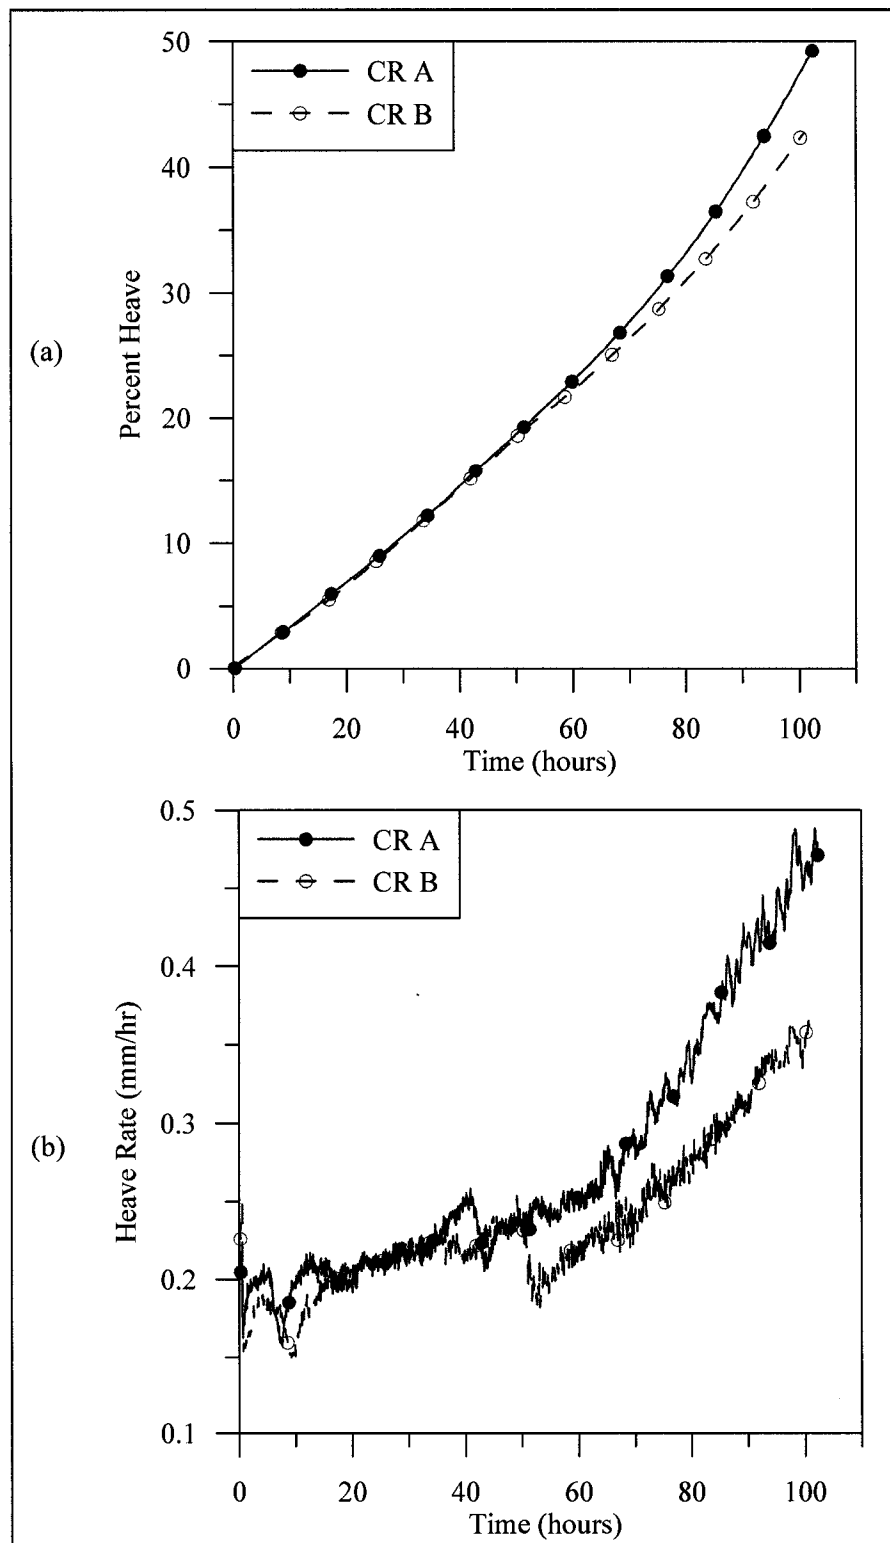 50
CR A
CR B
40
30
(a)
Percent Heave
20
10
0
0 20 40 60 80 100
Time (hours)
0.5
CR A
CR B
0.4
Heave Rate (mm/hr)
0.3
(b)
0.2
0.1
0 20 40 60 80 100
Time (hours)